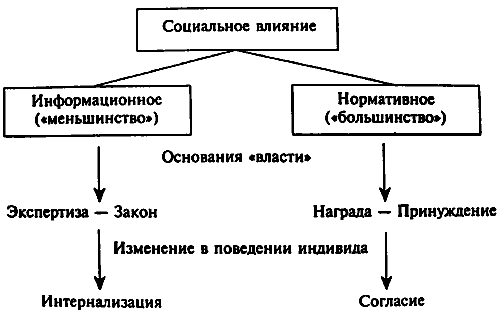 Социальное влияние
Информационное
(«меньшинство»)
Нормативное
(«большинство»)
Основания «власти»
Экспертиза — Закон
Награда — Принуждение
Изменение в поведении индивида
Интернализация
Согласие